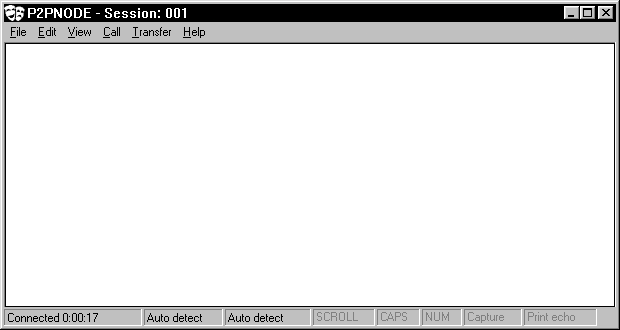 P2PNODE - Session: 001
File Edit View Call Transfer Help
Connected 0:00:17 Auto detect Auto detect SCROLL CAPS NUM Capture Print echo